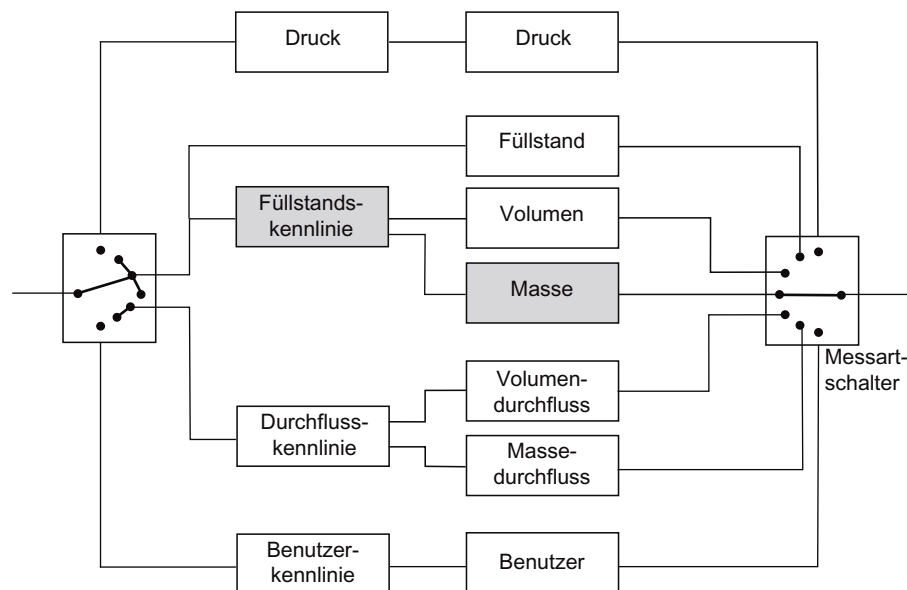 Druck
Druck
Füllstand
Füllstands-
kennlinie
Volumen
Masse
Messart-
schalter
Volumen-
durchfluss
Durchfluss-
kennlinie
Masse-
durchfluss
Benutzer-
kennlinie
Benutzer